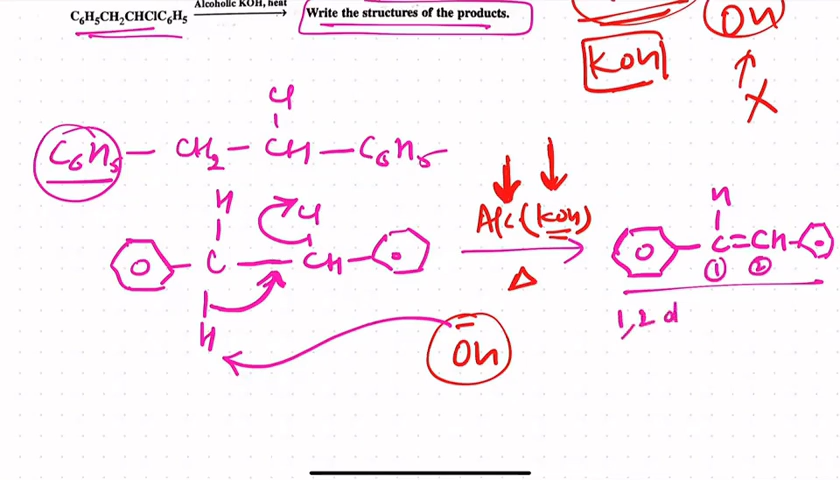 Alcoholic KOH, heat
C₆H₅CH₂CHClC₆H₅ ⟶ Write the structures of the products.
KOH OH
X
Cl
C₆H₅ — CH₂ — CH — C₆H₅
H Cl
C — CH
H
Alc(KOH)
Δ
OH
H
C=CH
1 2
1,2 d